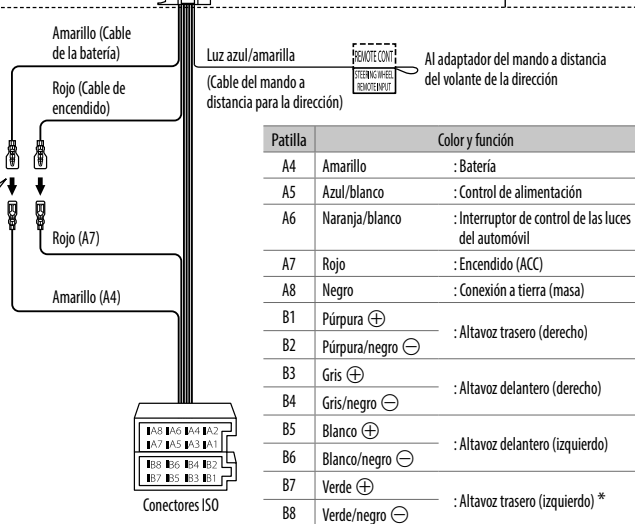 Amarillo (Cable
de la batería)
Rojo (Cable de
encendido)
Luz azul/amarilla
(Cable del mando a
distancia para la dirección)
REMOTE CONT
STEERING WHEEL
REMOTE INPUT
Al adaptador del mando a distancia
del volante de la dirección
Rojo (A7)
Amarillo (A4)
A8 A6 A4 A2
A7 A5 A3 A1
B8 B6 B4 B2
B7 B5 B3 B1
Conectores ISO
Patilla Color y función
A4 Amarillo : Batería
A5 Azul/blanco : Control de alimentación
A6 Naranja/blanco : Interruptor de control de las luces
del automóvil
A7 Rojo : Encendido (ACC)
A8 Negro : Conexión a tierra (masa)
B1 Púrpura ⊕
: Altavoz trasero (derecho)
B2 Púrpura/negro ⊖
B3 Gris ⊕
: Altavoz delantero (derecho)
B4 Gris/negro ⊖
B5 Blanco ⊕
: Altavoz delantero (izquierdo)
B6 Blanco/negro ⊖
B7 Verde ⊕
: Altavoz trasero (izquierdo) *
B8 Verde/negro ⊖